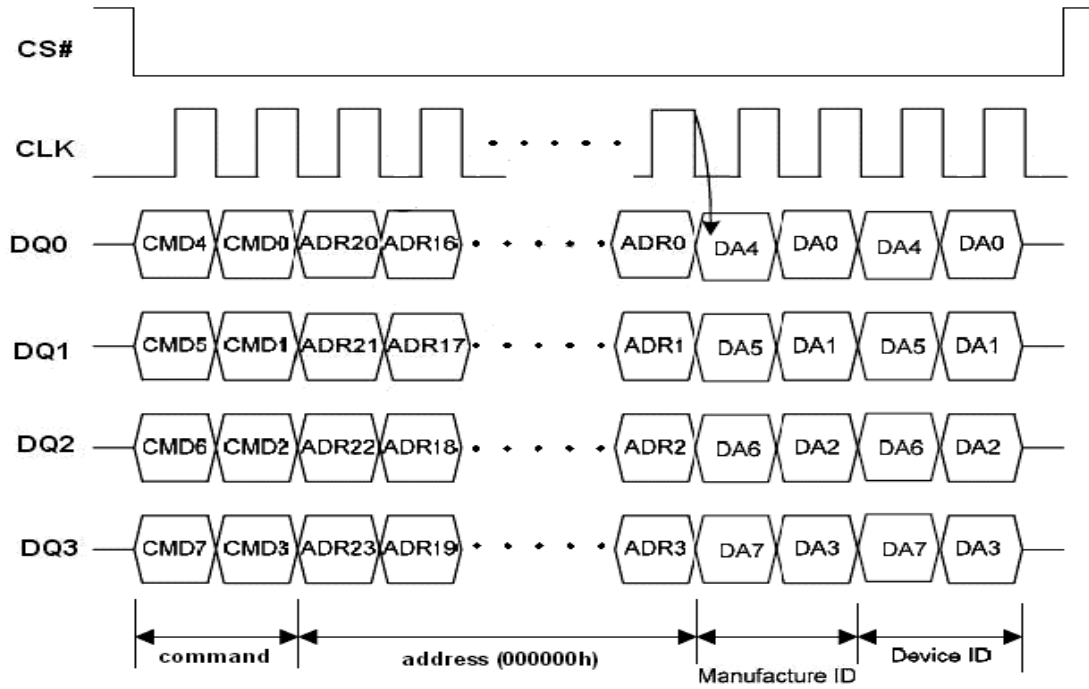 CS#
CLK
DQ0 CMD4 CMD0 ADR20 ADR16 ADR0 DA4 DA0 DA4 DA0
DQ1 CMD5 CMD1 ADR21 ADR17 ADR1 DA5 DA1 DA5 DA1
DQ2 CMD6 CMD2 ADR22 ADR18 ADR2 DA6 DA2 DA6 DA2
DQ3 CMD7 CMD3 ADR23 ADR19 ADR3 DA7 DA3 DA7 DA3
command address (000000h) Manufacture ID Device ID